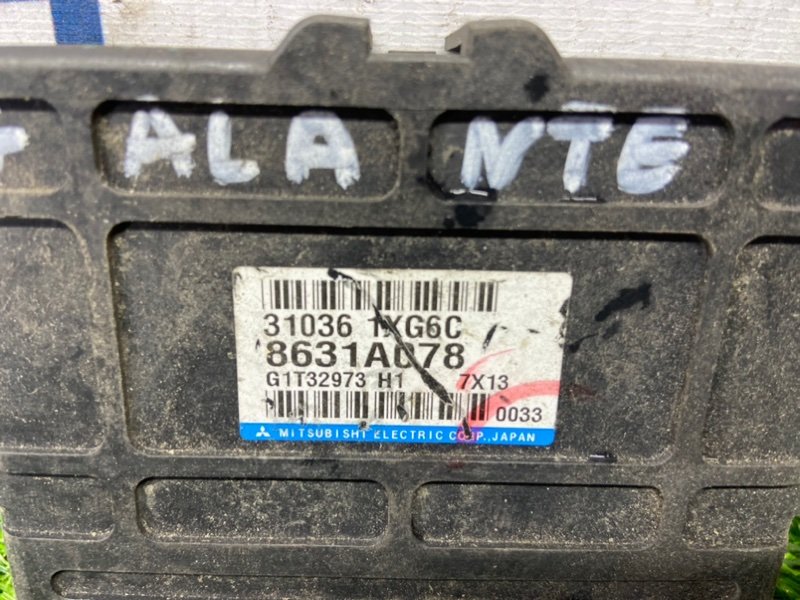 ALA NTE
31036 1XG6C
8631A078
G1T32973 H1 7X13
0033
MITSUBISHI ELECTRIC CORP., JAPAN